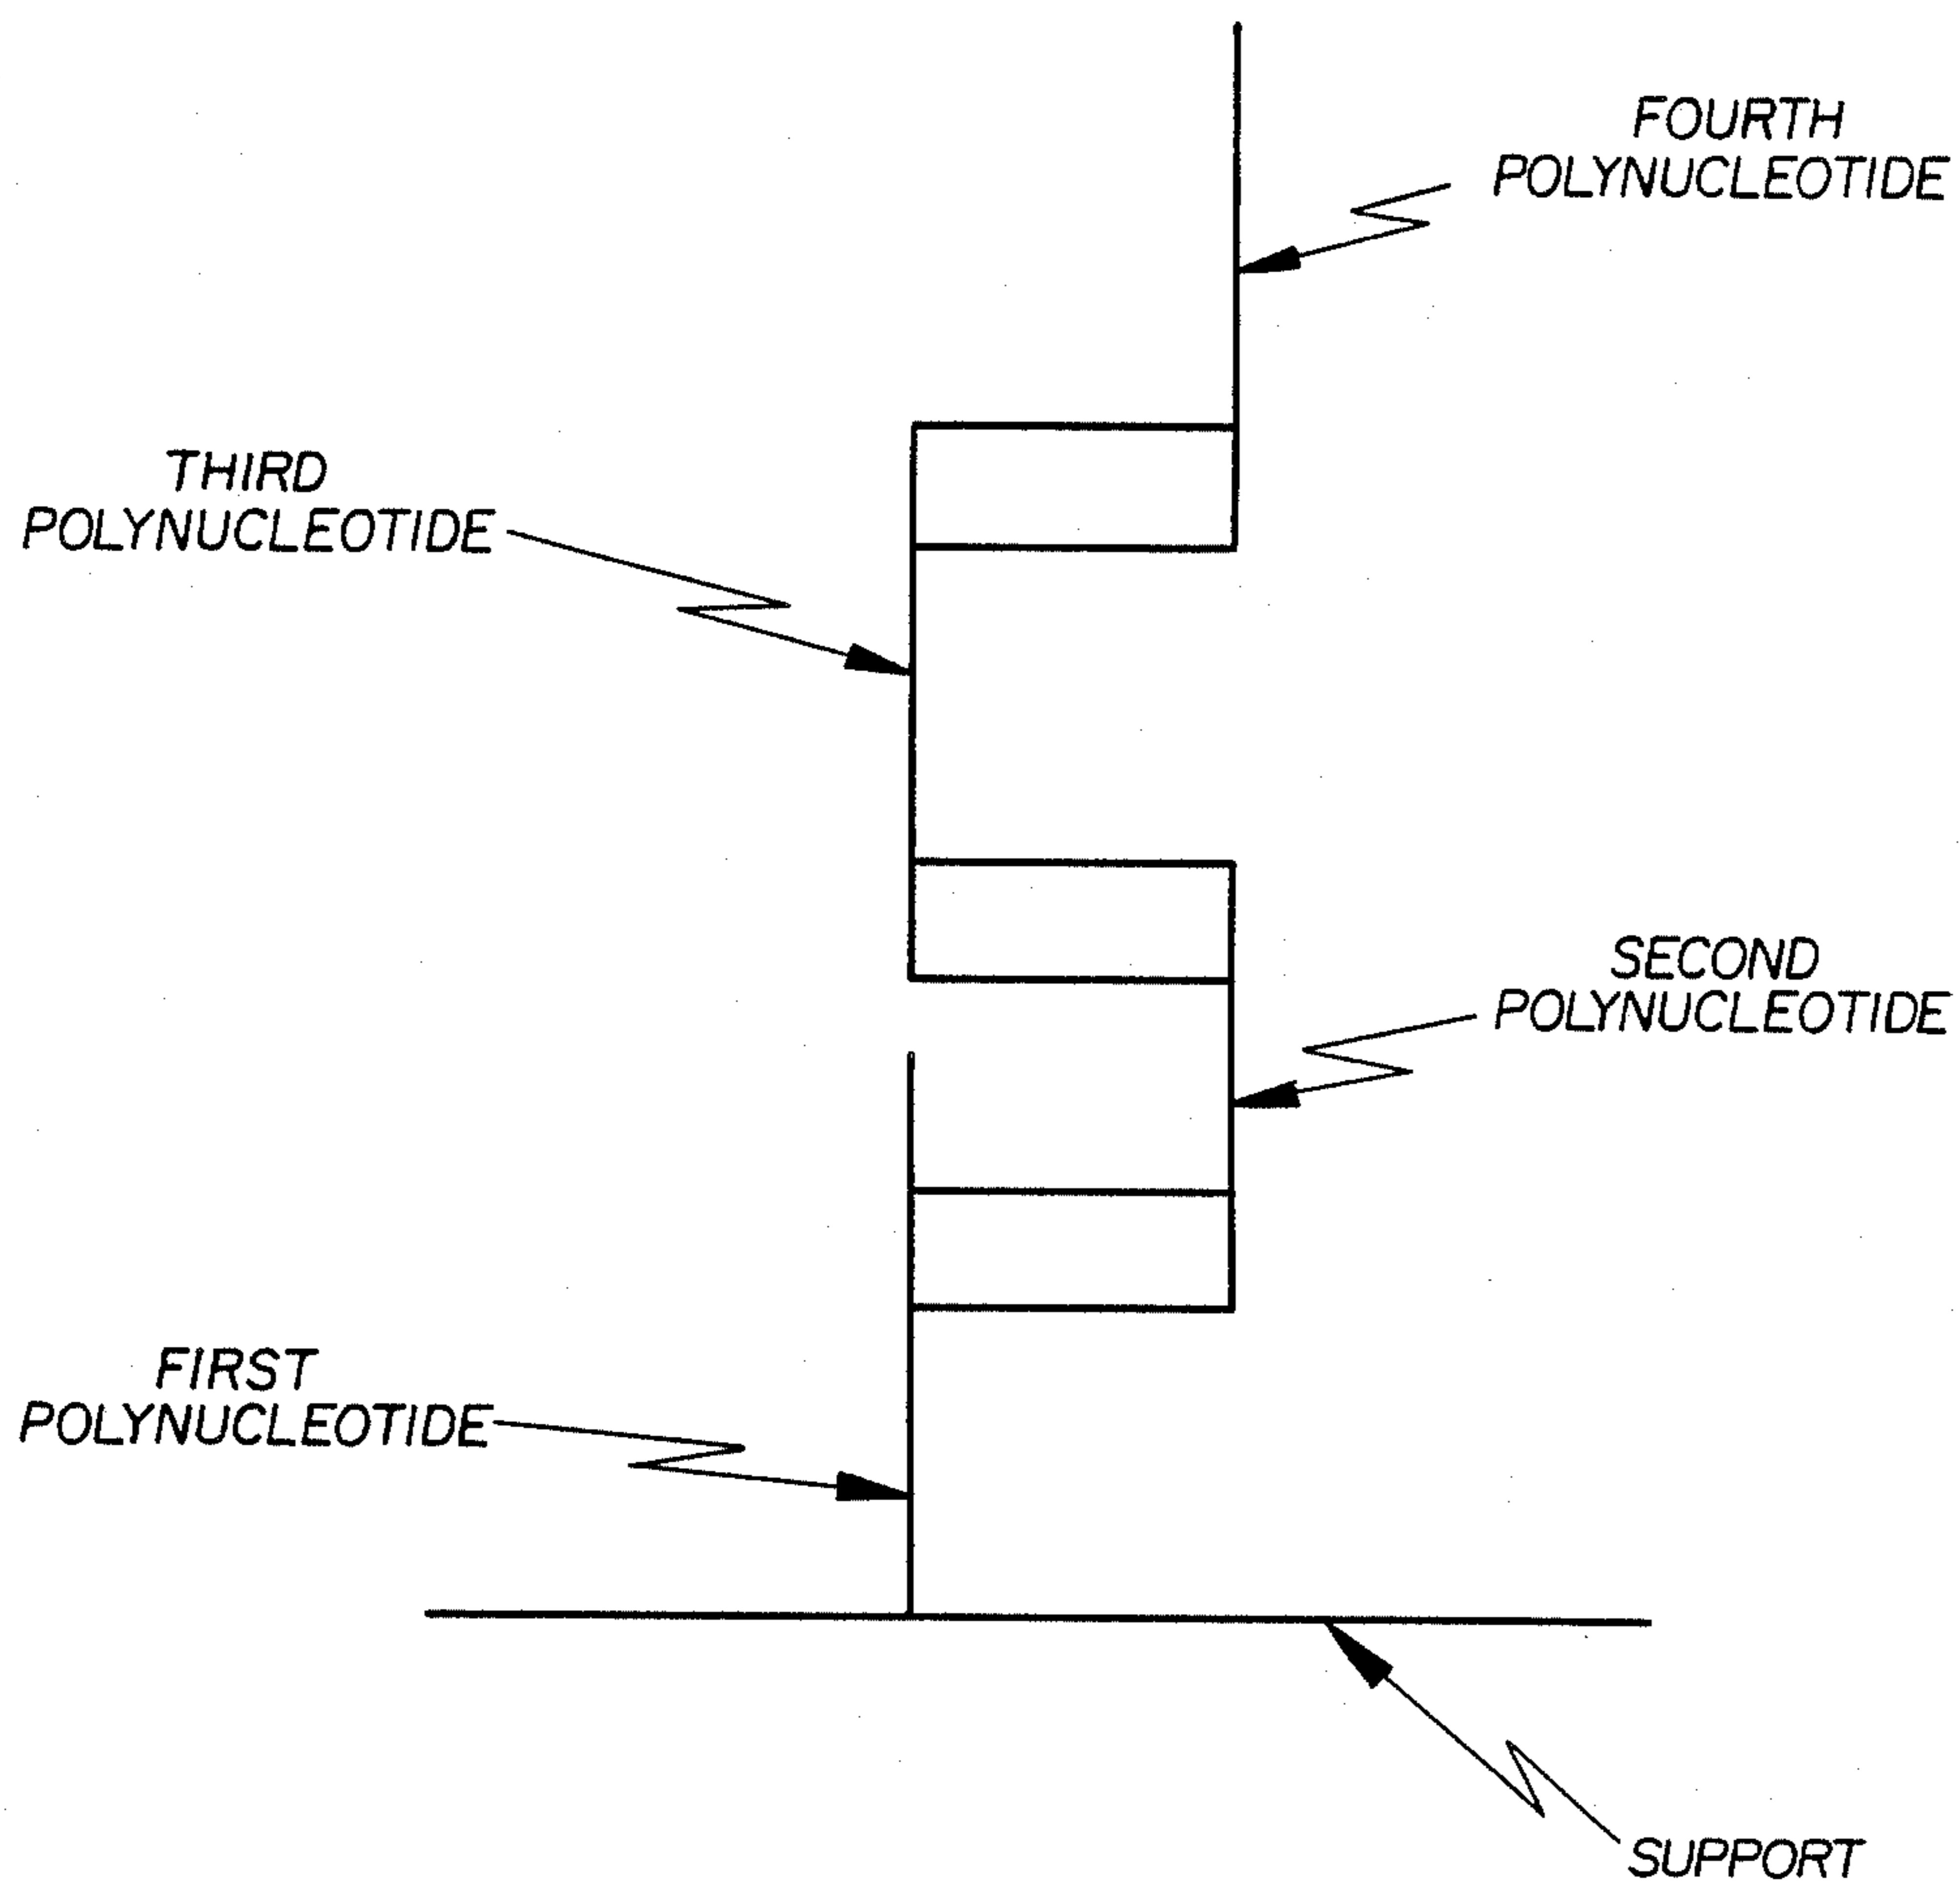 FOURTH
POLYNUCLEOTIDE
THIRD
POLYNUCLEOTIDE
SECOND
POLYNUCLEOTIDE
FIRST
POLYNUCLEOTIDE
SUPPORT